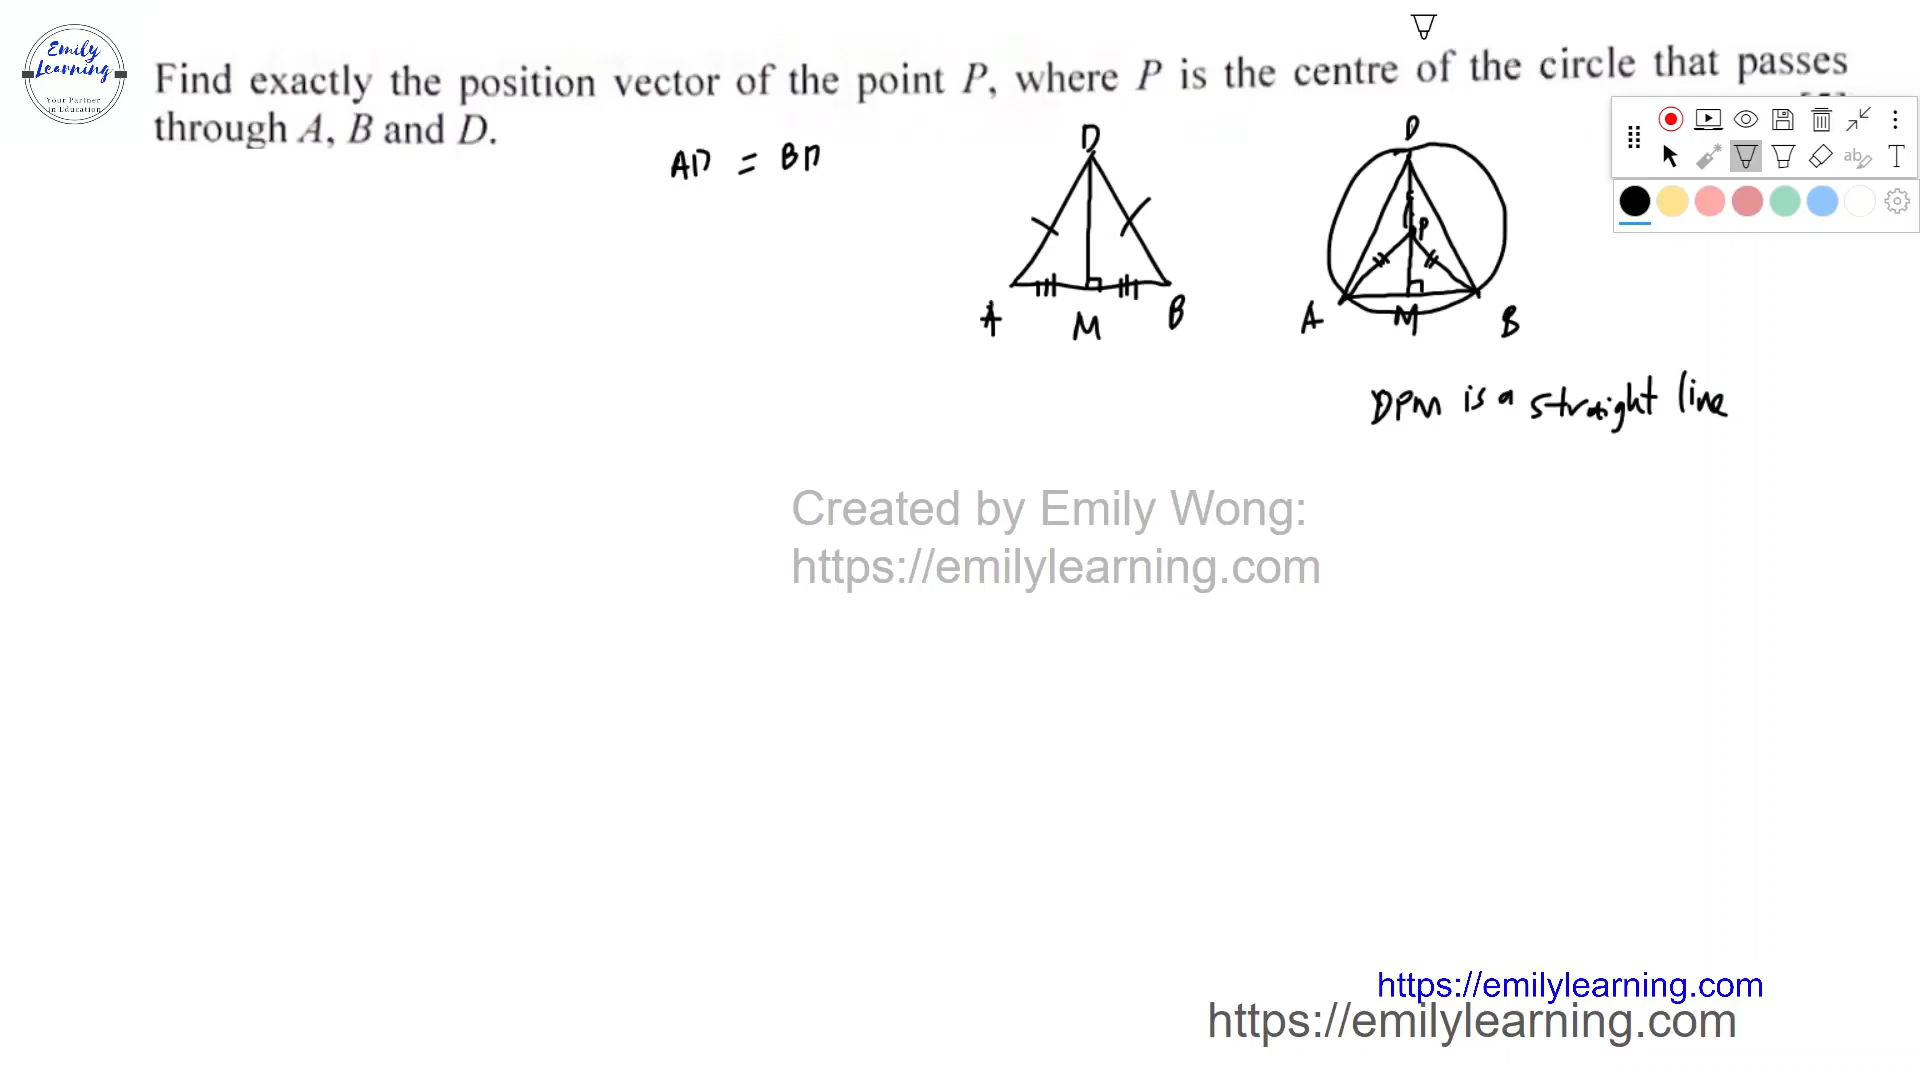 Emily
Learning
Your Partner
in Education
Find exactly the position vector of the point P, where P is the centre of the circle that passes
through A, B and D.
AD = BD
D
A
M
B
D
P
A
M
B
DPM is a straight line
ab
T
Created by Emily Wong:
https://emilylearning.com
https://emilylearning.com
https://emilylearning.com